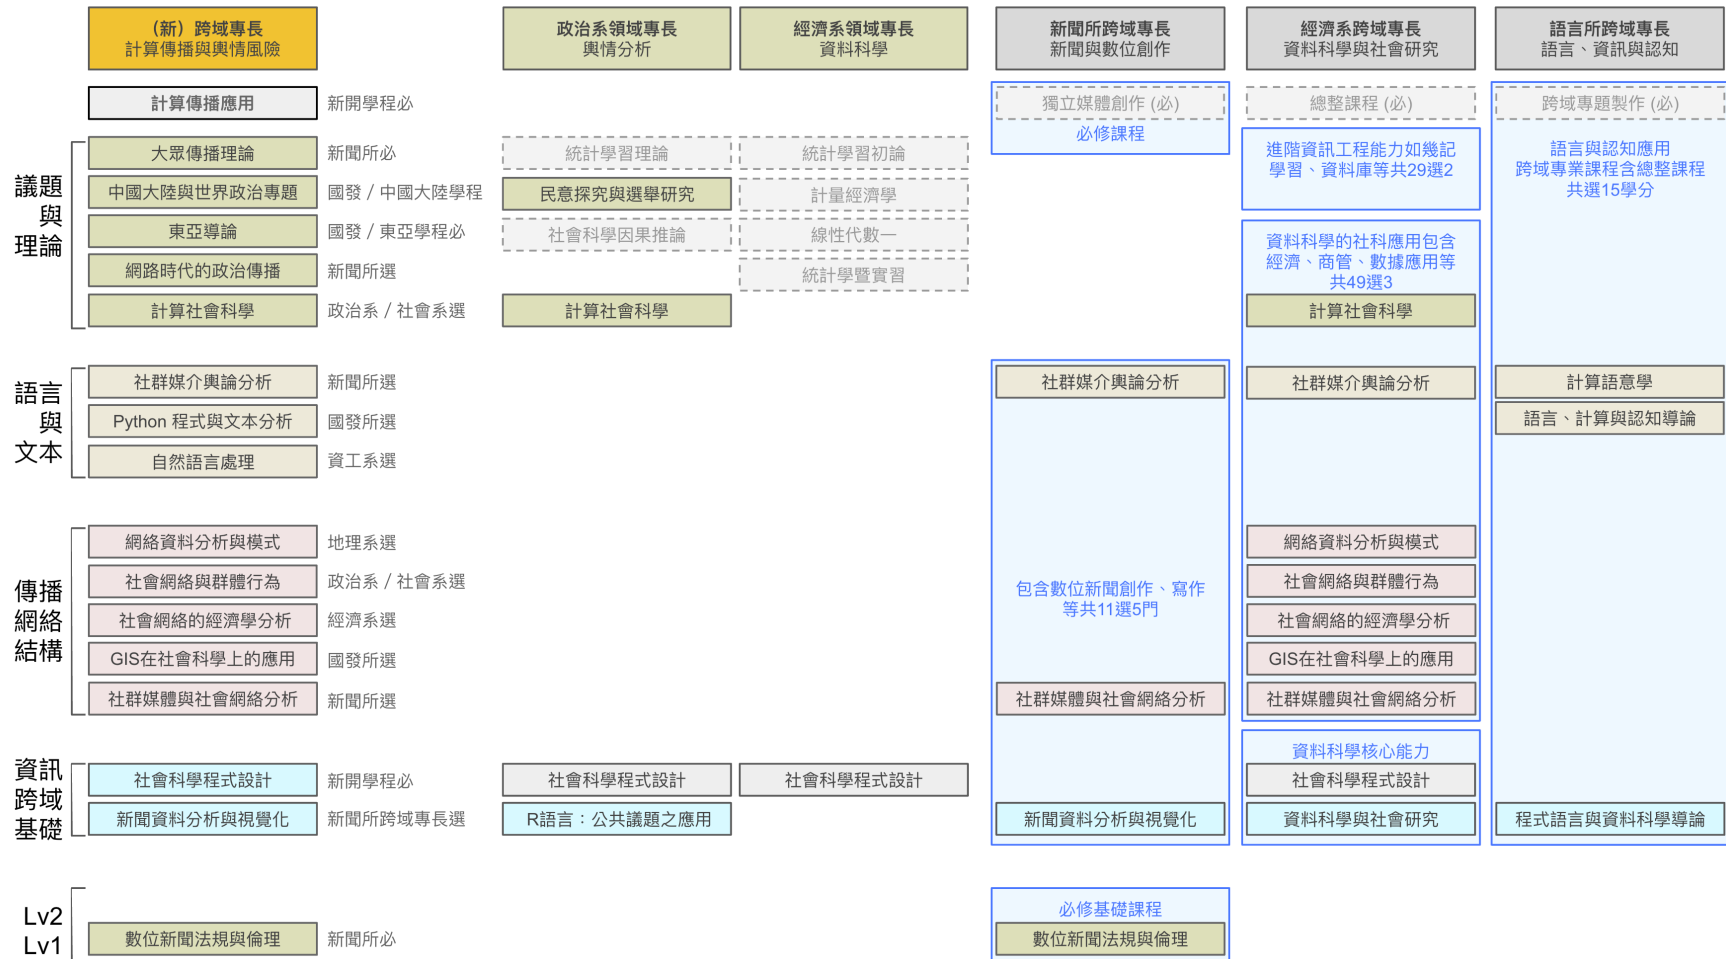 （新）跨域專長
計算傳播與輿情風險
政治系領域專長
輿情分析
經濟系領域專長
資料科學
新聞所跨域專長
新聞與數位創作
經濟系跨域專長
資料科學與社會研究
語言所跨域專長
語言、資訊與認知
計算傳播應用
新開學程必
獨立媒體創作 (必)
必修課程
總整課程 (必)
跨域專題製作 (必)
議題
與
理論
大眾傳播理論
新聞所必
統計學習理論
統計學習初論
進階資訊工程能力如幾記
學習、資料庫等共29選2
語言與認知應用
跨域專業課程含總整課程
共選15學分
中國大陸與世界政治專題
國發 / 中國大陸學程
民意探究與選舉研究
計量經濟學
東亞導論
國發 / 東亞學程必
社會科學因果推論
線性代數一
資料科學的社科應用包含
經濟、商管、數據應用等
共49選3
網路時代的政治傳播
新聞所選
統計學暨實習
計算社會科學
政治系 / 社會系選
計算社會科學
計算社會科學
語言
與
文本
社群媒介輿論分析
新聞所選
社群媒介輿論分析
社群媒介輿論分析
計算語意學
Python 程式與文本分析
國發所選
語言、計算與認知導論
自然語言處理
資工系選
傳播
網絡
結構
網絡資料分析與模式
地理系選
網絡資料分析與模式
社會網絡與群體行為
政治系 / 社會系選
包含數位新聞創作、寫作
等共11選5門
社會網絡與群體行為
社會網絡的經濟學分析
經濟系選
社會網絡的經濟學分析
GIS在社會科學上的應用
國發所選
GIS在社會科學上的應用
社群媒體與社會網絡分析
新聞所選
社群媒體與社會網絡分析
社群媒體與社會網絡分析
資訊
跨域
基礎
資料科學核心能力
社會科學程式設計
新開學程必
社會科學程式設計
社會科學程式設計
社會科學程式設計
新聞資料分析與視覺化
新聞所跨域專長選
R語言：公共議題之應用
新聞資料分析與視覺化
資料科學與社會研究
程式語言與資料科學導論
Lv2
Lv1
必修基礎課程
數位新聞法規與倫理
新聞所必
數位新聞法規與倫理